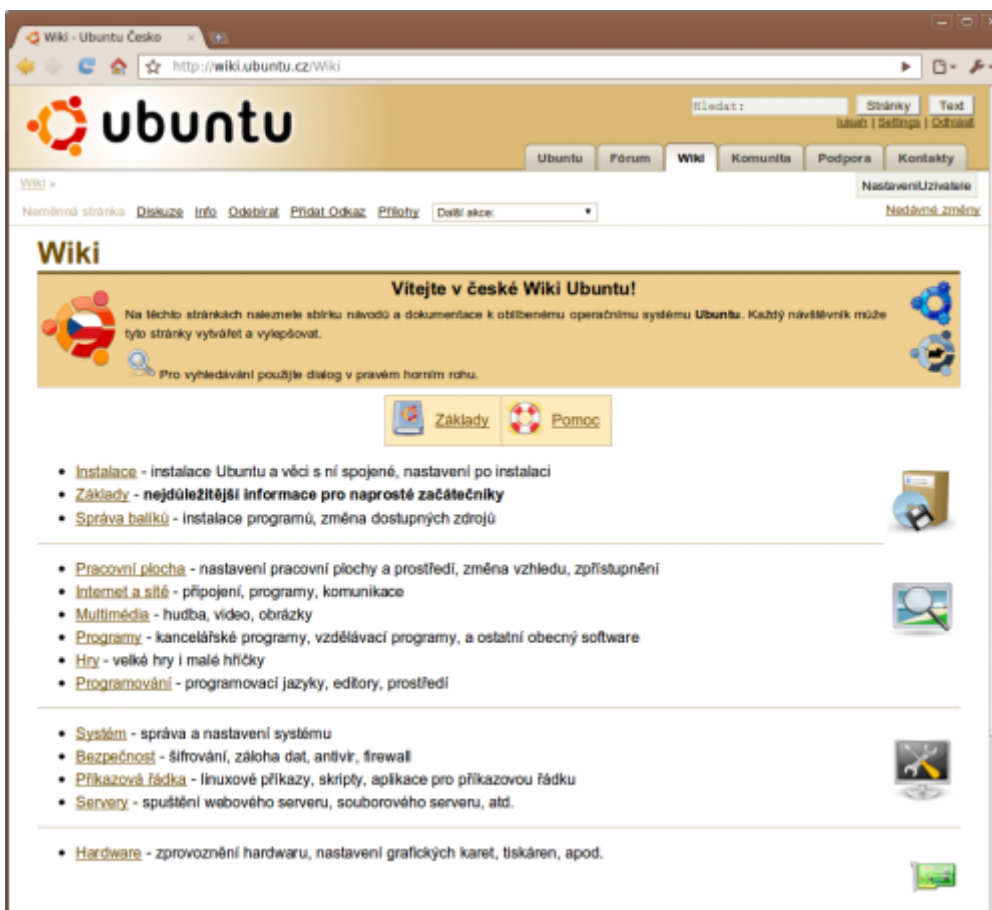 Wiki - Ubuntu Česko
http://wiki.ubuntu.cz/Wiki
ubuntu
Hledat:
Stránky
Text
lubah | Settings | Odhlásit
Ubuntu
Fórum
Wiki
Komunita
Podpora
Kontakty
Wiki »
NastaveniUzivatele
Neměnná stránka Diskuze Info Odebírat Přidat Odkaz Přílohy Další akce:
Nedávné změny
Wiki
Vítejte v české Wiki Ubuntu!
Na těchto stránkách naleznete sbírku návodů a dokumentace k oblíbenému operačnímu systému Ubuntu. Každý návštěvník může
tyto stránky vytvářet a vylepšovat.
Pro vyhledávání použijte dialog v pravém horním rohu.
Základy
Pomoc
Instalace - instalace Ubuntu a věci s ní spojené, nastavení po instalaci
Základy - nejdůležitější informace pro naprosté začátečníky
Správa balíků - instalace programů, změna dostupných zdrojů
Pracovní plocha - nastavení pracovní plochy a prostředí, změna vzhledu, zpřístupnění
Internet a sítě - připojení, programy, komunikace
Multimédia - hudba, video, obrázky
Programy - kancelářské programy, vzdělávací programy, a ostatní obecný software
Hry - velké hry i malé hříčky
Programování - programovací jazyky, editory, prostředí
Systém - správa a nastavení systému
Bezpečnost - šifrování, záloha dat, antivir, firewall
Příkazová řádka - linuxové příkazy, skripty, aplikace pro příkazovou řádku
Servery - spuštění webového serveru, souborového serveru, atd.
Hardware - zprovoznění hardwaru, nastavení grafických karet, tiskáren, apod.